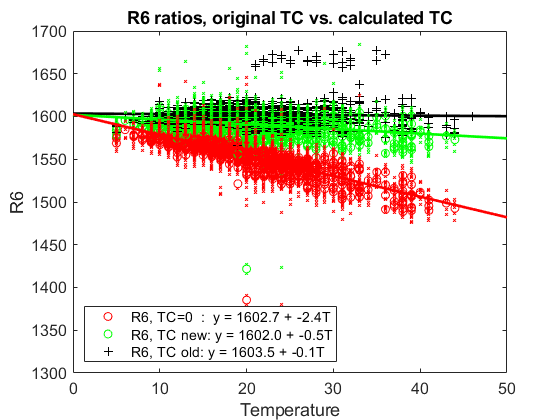 R6 ratios, original TC vs. calculated TC
1700
1650
1600
1550
1500
1450
1400
1350
1300
R6
R6, TC=0 : y = 1602.7 + -2.4T
R6, TC new: y = 1602.0 + -0.5T
R6, TC old: y = 1603.5 + -0.1T
0 10 20 30 40 50
Temperature